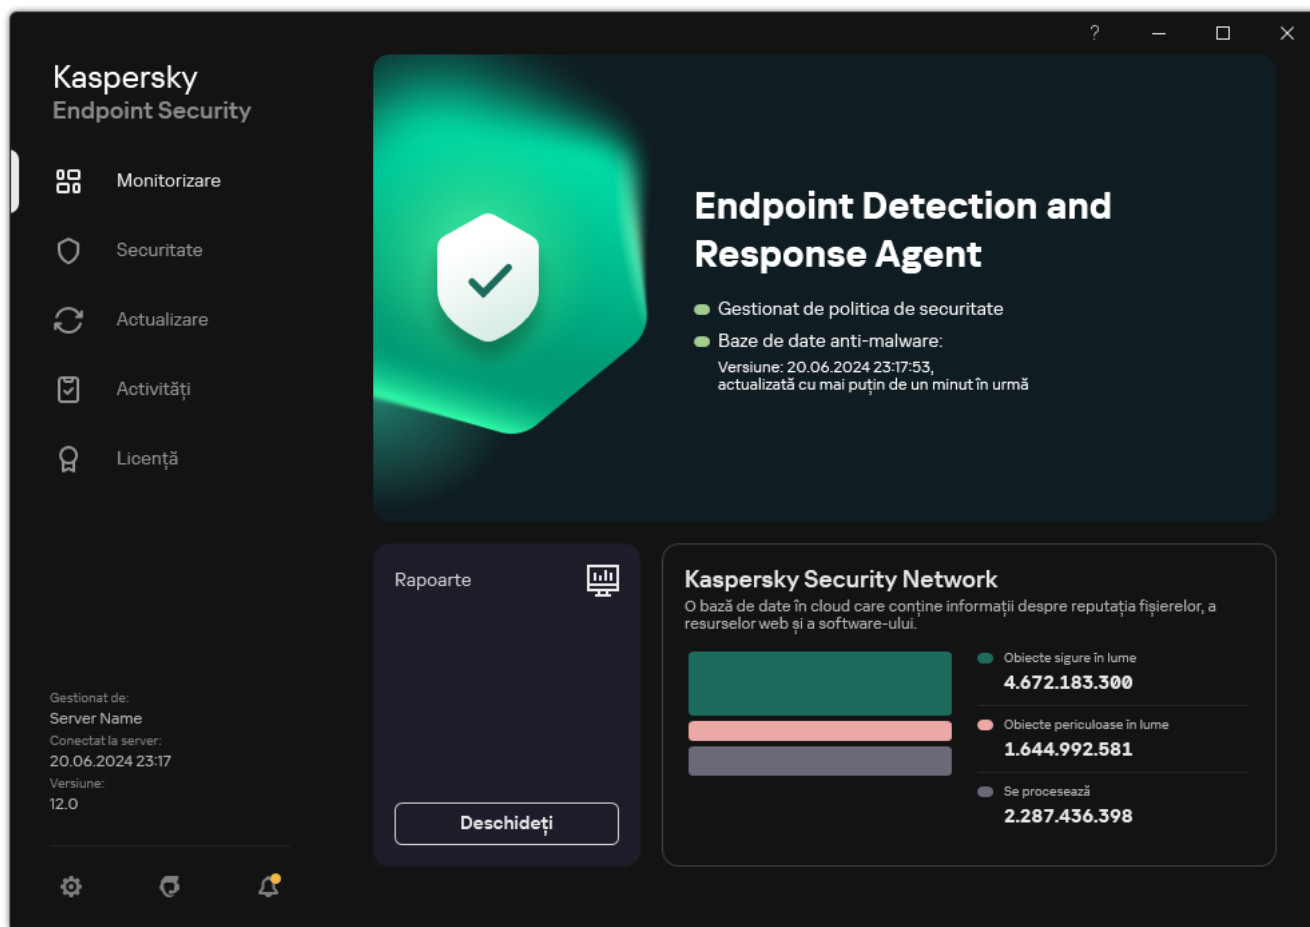 ?
Kaspersky
Endpoint Security
Monitorizare
Securitate
Actualizare
Activități
Licență
Gestionat de:
Server Name
Conectat la server:
20.06.2024 23:17
Versiune:
12.0
Endpoint Detection and
Response Agent
Gestionat de politica de securitate
Baze de date anti-malware:
Versiune: 20.06.2024 23:17:53,
actualizată cu mai puțin de un minut în urmă
Rapoarte
Deschideți
Kaspersky Security Network
O bază de date în cloud care conține informații despre reputația fișierelor, a
resurselor web și a software-ului.
Obiecte sigure în lume
4.672.183.300
Obiecte periculoase în lume
1.644.992.581
Se procesează
2.287.436.398